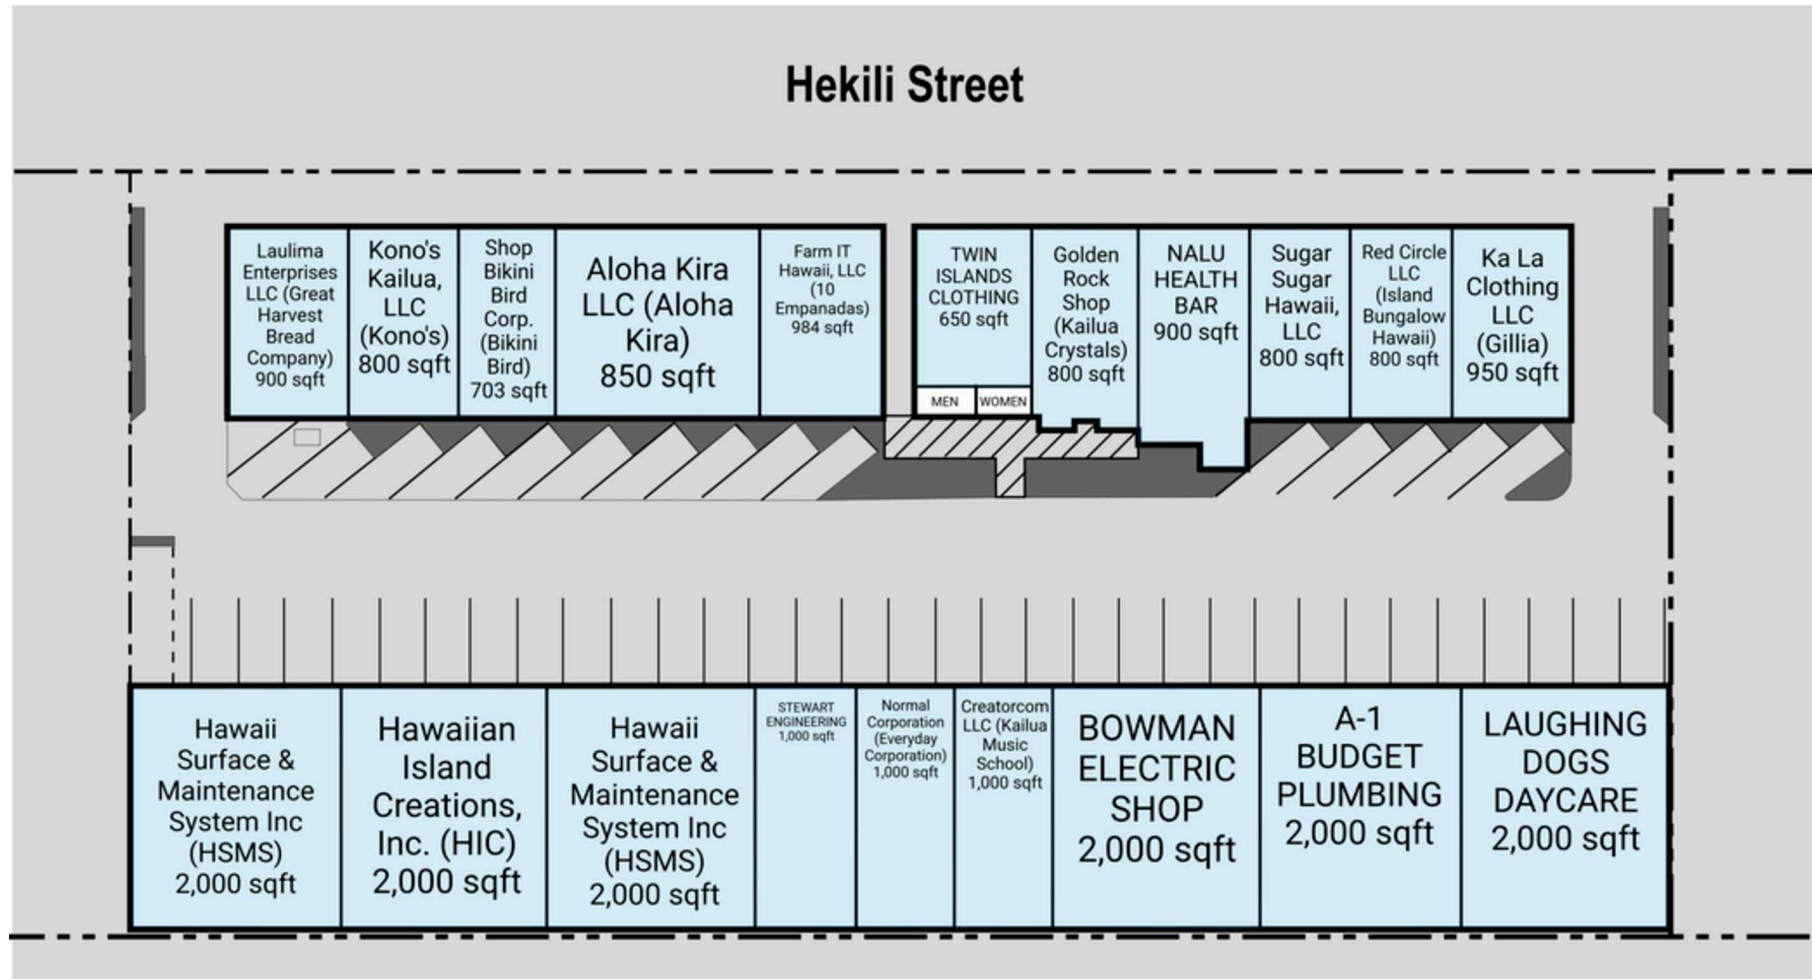 Hekili Street
Laulima
Enterprises
LLC (Great
Harvest
Bread
Company)
900 sqft
Kono's
Kailua,
LLC
(Kono's)
800 sqft
Shop
Bikini
Bird
Corp.
(Bikini
Bird)
703 sqft
Aloha Kira
LLC (Aloha
Kira)
850 sqft
Farm IT
Hawaii, LLC
(10
Empanadas)
984 sqft
TWIN
ISLANDS
CLOTHING
650 sqft
MEN
WOMEN
Golden
Rock
Shop
(Kailua
Crystals)
800 sqft
NALU
HEALTH
BAR
900 sqft
Sugar
Sugar
Hawaii,
LLC
800 sqft
Red Circle
LLC
(Island
Bungalow
Hawaii)
800 sqft
Ka La
Clothing
LLC
(Gillia)
950 sqft
Hawaii
Surface &
Maintenance
System Inc
(HSMS)
2,000 sqft
Hawaiian
Island
Creations,
Inc. (HIC)
2,000 sqft
Hawaii
Surface &
Maintenance
System Inc
(HSMS)
2,000 sqft
STEWART
ENGINEERING
1,000 sqft
Normal
Corporation
(Everyday
Corporation)
1,000 sqft
Creatorcom
LLC (Kailua
Music
School)
1,000 sqft
BOWMAN
ELECTRIC
SHOP
2,000 sqft
A-1
BUDGET
PLUMBING
2,000 sqft
LAUGHING
DOGS
DAYCARE
2,000 sqft